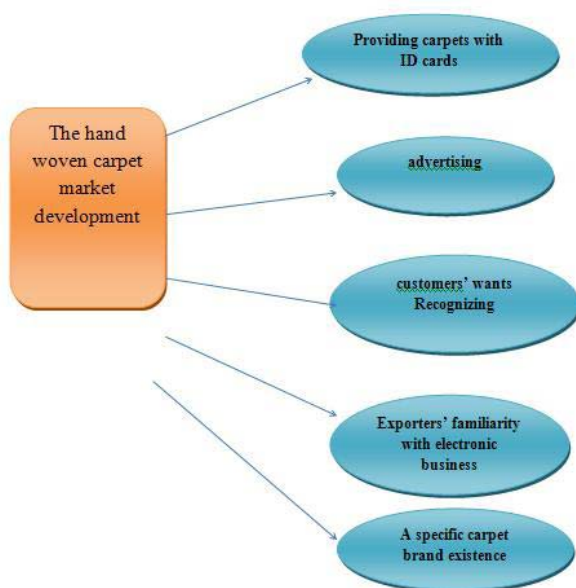 The hand
woven carpet
market
development
Providing carpets with
ID cards
advertising
customers' wants
Recognizing
Exporters' familiarity
with electronic
business
A specific carpet
brand existence